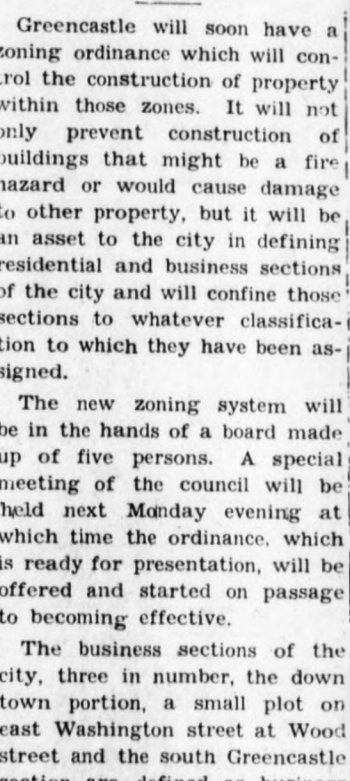 Greencastle will soon have a
zoning ordinance which will con-
trol the construction of property
within those zones. It will not
only prevent construction of
buildings that might be a fire
hazard or would cause damage
to other property, but it will be
an asset to the city in defining
residential and business sections
of the city and will confine those
sections to whatever classifica-
tion to which they have been as-
signed.
The new zoning system will
be in the hands of a board made
up of five persons. A special
meeting of the council will be
held next Monday evening at
which time the ordinance, which
is ready for presentation, will be
offered and started on passage
to becoming effective.
The business sections of the
city, three in number, the down
town portion, a small plot on
east Washington street at Wood
street and the south Greencastle